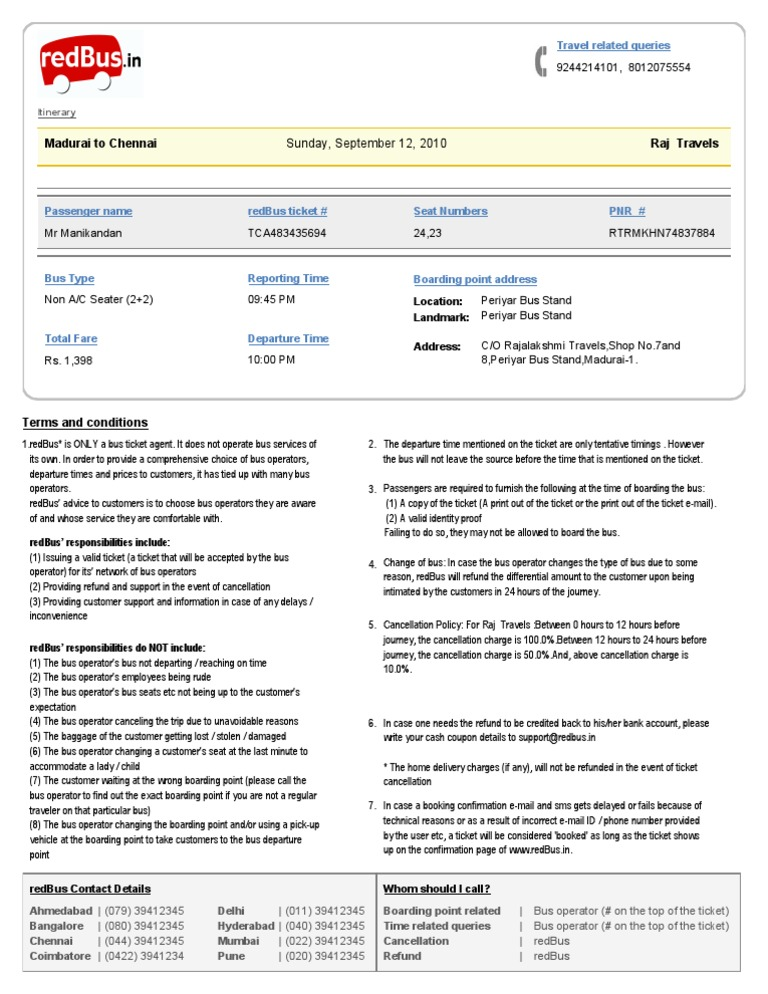 redBus.in
Travel related queries
9244214101, 8012075554
Itinerary
Madurai to Chennai Sunday, September 12, 2010 Raj Travels
Passenger name redBus ticket # Seat Numbers PNR #
Mr Manikandan TCA483435694 24,23 RTRMKHN74837884
Bus Type Reporting Time Boarding point address
Non A/C Seater (2+2) 09:45 PM Location: Periyar Bus Stand
Landmark: Periyar Bus Stand
Total Fare Departure Time
Rs. 1,398 10:00 PM
Address: C/O Rajalakshmi Travels,Shop No.7and
8,Periyar Bus Stand,Madurai-1.
Terms and conditions
1.redBus* is ONLY a bus ticket agent. It does not operate bus services of
its own. In order to provide a comprehensive choice of bus operators,
departure times and prices to customers, it has tied up with many bus
operators.
redBus' advice to customers is to choose bus operators they are aware
of and whose service they are comfortable with.
redBus' responsibilities include:
(1) Issuing a valid ticket (a ticket that will be accepted by the bus
operator) for its' network of bus operators
(2) Providing refund and support in the event of cancellation
(3) Providing customer support and information in case of any delays /
inconvenience
redBus' responsibilities do NOT include:
(1) The bus operator's bus not departing / reaching on time
(2) The bus operator's employees being rude
(3) The bus operator's bus seats etc not being up to the customer's
expectation
(4) The bus operator canceling the trip due to unavoidable reasons
(5) The baggage of the customer getting lost / stolen / damaged
(6) The bus operator changing a customer's seat at the last minute to
accommodate a lady / child
(7) The customer waiting at the wrong boarding point (please call the
bus operator to find out the exact boarding point if you are not a regular
traveler on that particular bus)
(8) The bus operator changing the boarding point and/or using a pick-up
vehicle at the boarding point to take customers to the bus departure
point
2. The departure time mentioned on the ticket are only tentative timings . However
the bus will not leave the source before the time that is mentioned on the ticket.
3. Passengers are required to furnish the following at the time of boarding the bus:
(1) A copy of the ticket (A print out of the ticket or the print out of the ticket e-mail).
(2) A valid identity proof
Failing to do so, they may not be allowed to board the bus.
4. Change of bus: In case the bus operator changes the type of bus due to some
reason, redBus will refund the differential amount to the customer upon being
intimated by the customers in 24 hours of the journey.
5. Cancellation Policy: For Raj Travels :Between 0 hours to 12 hours before
journey, the cancellation charge is 100.0%.Between 12 hours to 24 hours before
journey, the cancellation charge is 50.0%.And, above cancellation charge is
10.0%.
6. In case one needs the refund to be credited back to his/her bank account, please
write your cash coupon details to support@redbus.in
* The home delivery charges (if any), will not be refunded in the event of ticket
cancellation
7. In case a booking confirmation e-mail and sms gets delayed or fails because of
technical reasons or as a result of incorrect e-mail ID / phone number provided
by the user etc, a ticket will be considered 'booked' as long as the ticket shows
up on the confirmation page of www.redBus.in.
redBus Contact Details
Ahmedabad | (079) 39412345 Delhi | (011) 39412345
Bangalore | (080) 39412345 Hyderabad | (040) 39412345
Chennai | (044) 39412345 Mumbai | (022) 39412345
Coimbatore | (0422) 3941234 Pune | (020) 39412345
Whom should I call?
Boarding point related | Bus operator (# on the top of the ticket)
Time related queries | Bus operator (# on the top of the ticket)
Cancellation | redBus
Refund | redBus